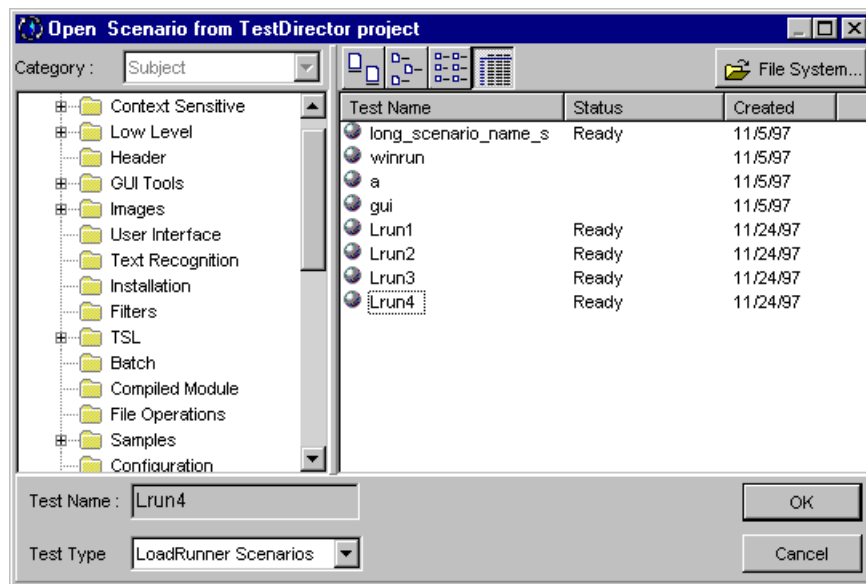 Open Scenario from TestDirector project
Category : Subject
File System...
Context Sensitive
Low Level
Header
GUI Tools
Images
User Interface
Text Recognition
Installation
Filters
TSL
Batch
Compiled Module
File Operations
Samples
Configuration
Test Name Status Created
long_scenario_name_s Ready 11/5/97
winrun 11/5/97
a 11/5/97
gui 11/5/97
Lrun1 Ready 11/24/97
Lrun2 Ready 11/24/97
Lrun3 Ready 11/24/97
Lrun4 Ready 11/24/97
Test Name : Lrun4
OK
Test Type LoadRunner Scenarios
Cancel